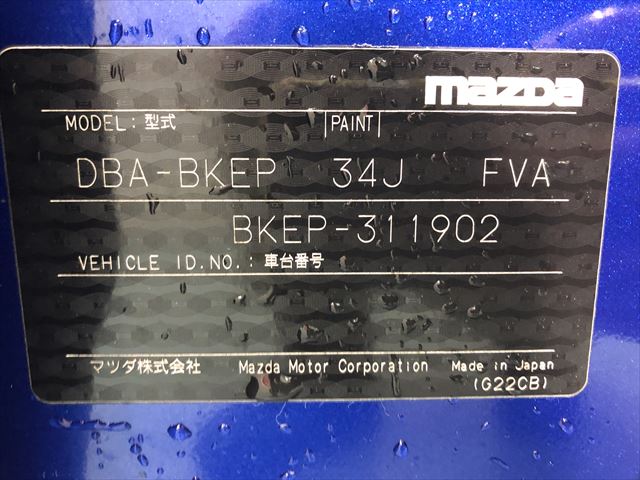 mazda
MODEL: 型式 |PAINT|
DBA-BKEP 34J FVA
BKEP-311902
VEHICLE ID.NO.: 車台番号
マツダ株式会社 Mazda Motor Corporation Made in Japan
(G22CB)